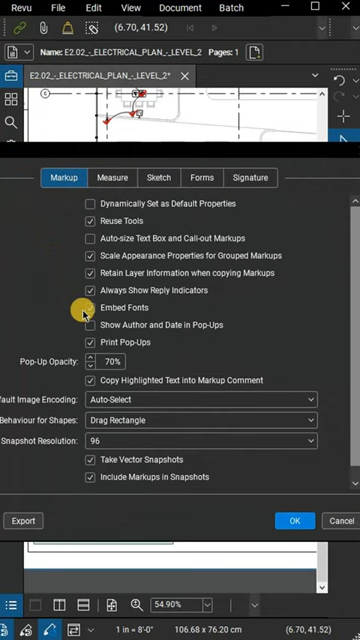 Revu Edit View Document Batch
(6.70, 41.52)
Name: E2.02_-_ELECTRICAL_PLAN_-_LEVEL_2 Pages: 1
E2.02_-_ELECTRICAL_PLAN_-_LEVEL_2*
C
Markup Measure Sketch Forms Signature
Dynamically Set as Default Properties
Reuse Tools
Auto-size Text Box and Call-out Markups
Scale Appearance Properties for Grouped Markups
Retain Layer Information when copying Markups
Always Show Reply Indicators
Embed Fonts
Show Author and Date in Pop-Ups
Print Pop-Ups
Pop-Up Opacity: 70%
Copy Highlighted Text into Markup Comment
fault Image Encoding: Auto-Select
Behaviour for Shapes: Drag Rectangle
Snapshot Resolution: 96
Take Vector Snapshots
Include Markups in Snapshots
Export OK Cancel
54.90%
1 in = 8'-0" 106.68 x 76.20 cm (6.70, 41.52)